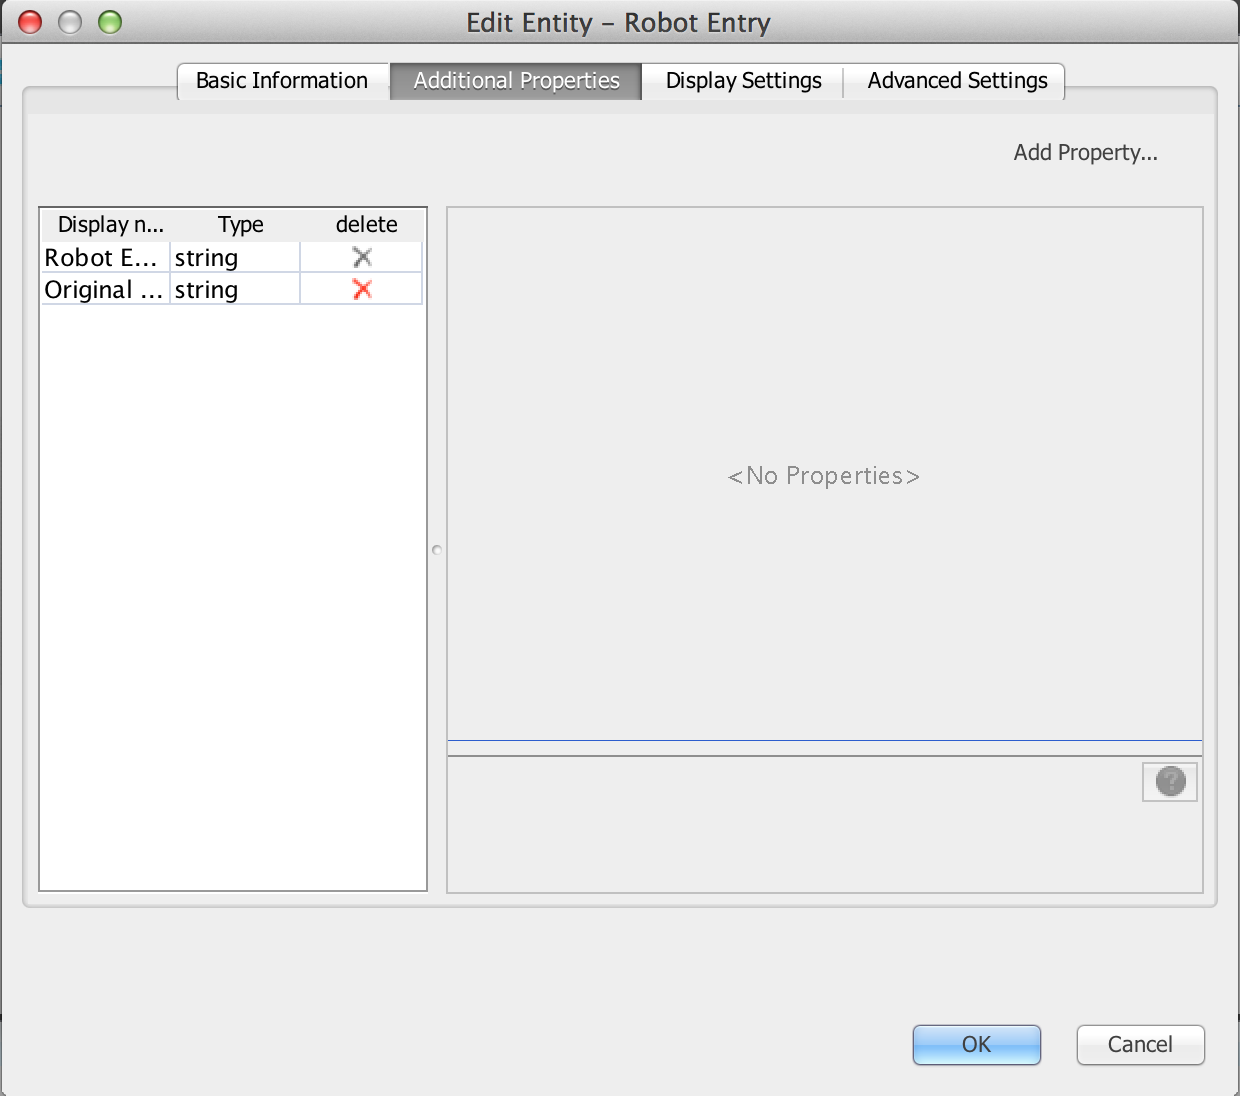 Edit Entity – Robot Entry
Basic Information Additional Properties Display Settings Advanced Settings
Add Property...
Display n... Type delete
Robot E... string
Original ... string
<No Properties>
?
OK Cancel